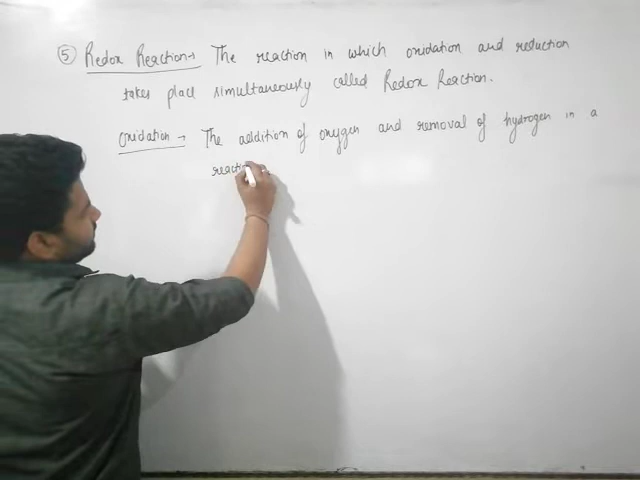 ⑤ Redox Reaction → The reaction in which oxidation and reduction
takes place simultaneously called Redox Reaction.
Oxidation → The addition of oxygen and removal of hydrogen in a
reactio